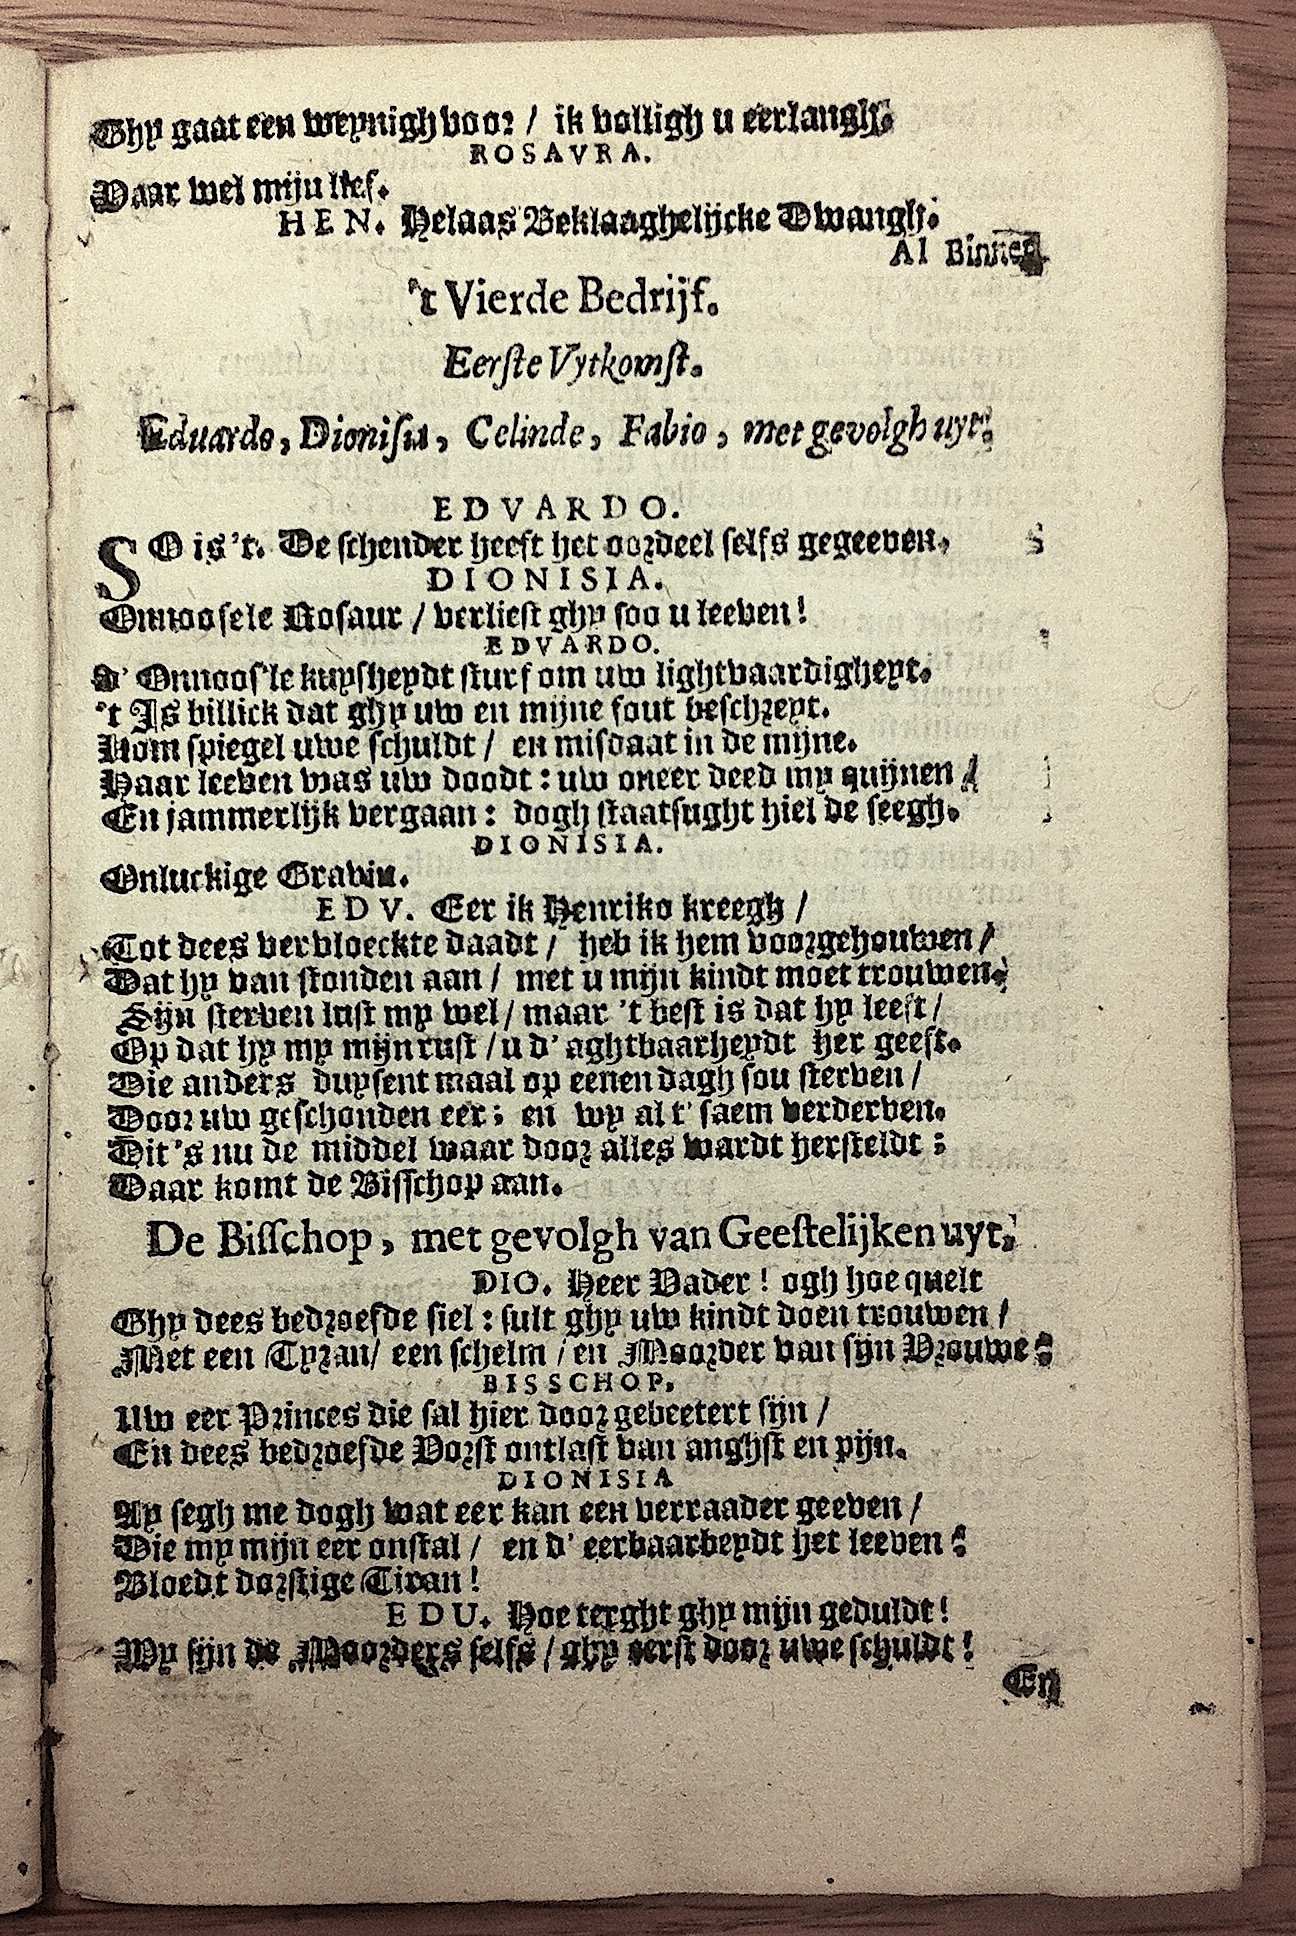 Ghy gaat een weynigh voor / ik volligh u eerlangh.
ROSAVRA.
Vaar wel mijn lief.
HEN. Helaas Beklaaghelijcke Dwangh.
Al Binnen
't Vierde Bedrijf.
Eerste Vytkomst.
Eduardo, Dionisia, Celinde, Fabio, met gevolgh uyt.
EDVARDO.
SO is 't. De schender heeft het oordeel selfs gegeeven.
DIONISIA.
Onnoosele Rosaur / verliest ghy soo u leeven!
EDVARDO.
D' Onnoos'le kuysheydt sturf om uw lightvaardigheyt.
't Is billick dat ghy uw en mijne fout beschreyt.
Kom spiegel uwe schuldt / en misdaat in de mijne.
Haar leeven was uw doodt: uw oneer deed my quijnen /
En jammerlijk vergaan: dogh staatsught hiel de seegh.
DIONISIA.
Onluckige Gravin.
EDV. Eer ik Henriko kreegh /
Tot dees vervloeckte daadt / heb ik hem voorgehouwen /
Dat hy van stonden aan / met u mijn kindt moet trouwen.
Sijn sterven lust my wel / maar 't best is dat hy leeft /
Op dat hy my mijn rust / u d' aghtbaarheydt her geeft.
Die anders duysent maal op eenen dagh sou sterven /
Door uw geschonden eer; en wy al t' saem verderven.
Dit 's nu de middel waar door alles wardt hersteldt:
Daar komt de Bisschop aan.
De Bisschop, met gevolgh van Geestelijken uyt.
DIO. Heer Vader! ogh hoe quelt
Ghy dees bedroefde siel: sult ghy uw kindt doen trouwen /
Met een Tyran / een schelm / en Moorder van sijn Vrouwe?
BISSCHOP.
Uw eer Princes die sal hier door gebeetert sijn /
En dees bedroefde Vorst ontlast van anghst en pijn.
DIONISIA
Ay segh me dogh wat eer kan een verraader geeven /
Die my mijn eer onstal / en d' eerbaarheydt het leeven?
Bloedt dorstige Tiran!
EDU. Hoe terght ghy mijn geduldt!
Wy sijn de Moorders selfs / ghy eerst door uwe schuldt!
En